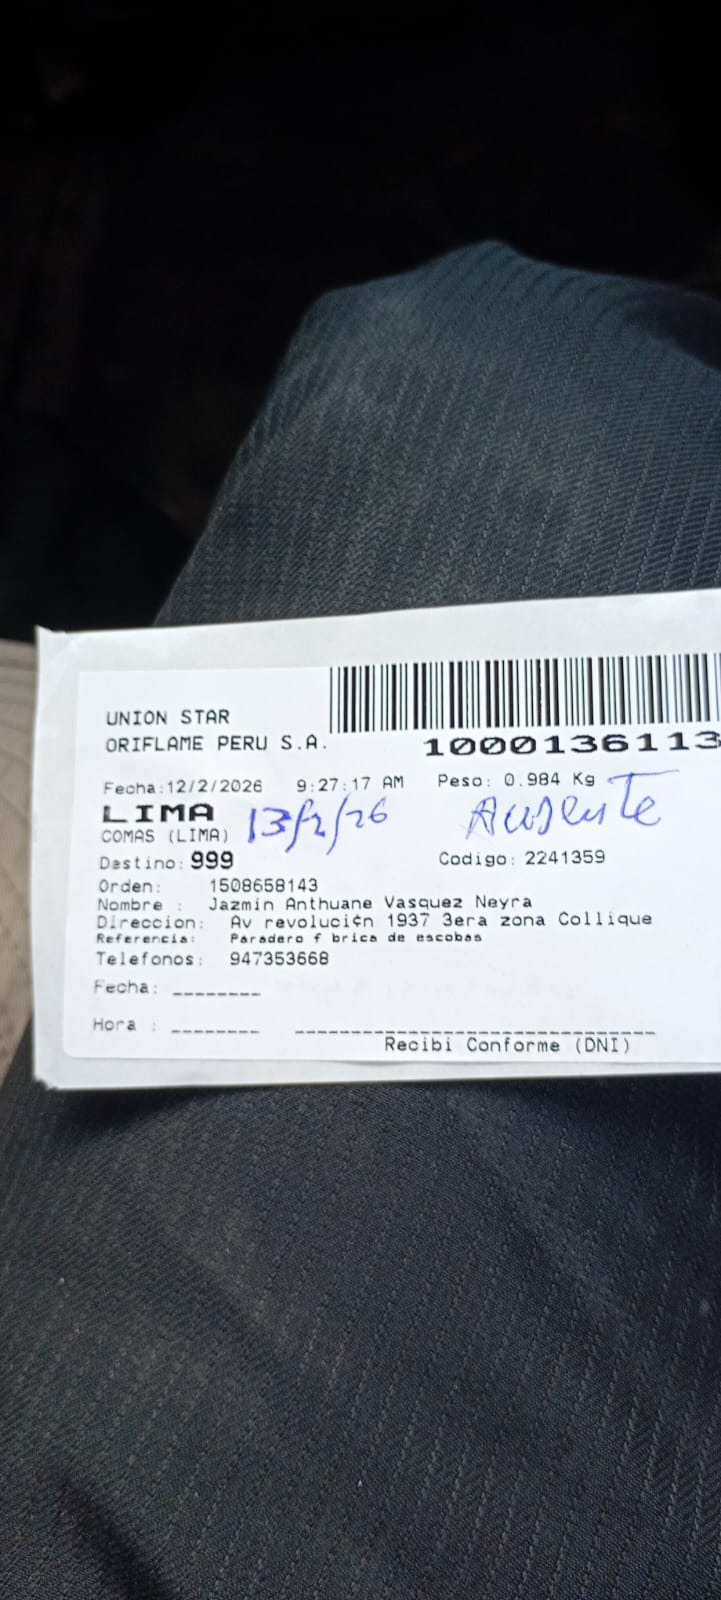 UNION STAR
ORIFLAME PERU S.A.
1000136113
Fecha:12/2/2026 9:27:17 AM Peso: 0.984 Kg
LIMA 13/2/26 Ausente
COMAS (LIMA)
Destino: 999 Codigo: 2241359
Orden: 1508658143
Nombre : Jazmin Anthuane Vasquez Neyra
Direccion: Av revoluci¢n 1937 3era zona Collique
Referencia: Paradero f brica de escobas
Telefonos: 947353668
Fecha: ________
Hora : ________
Recibi Conforme (DNI)